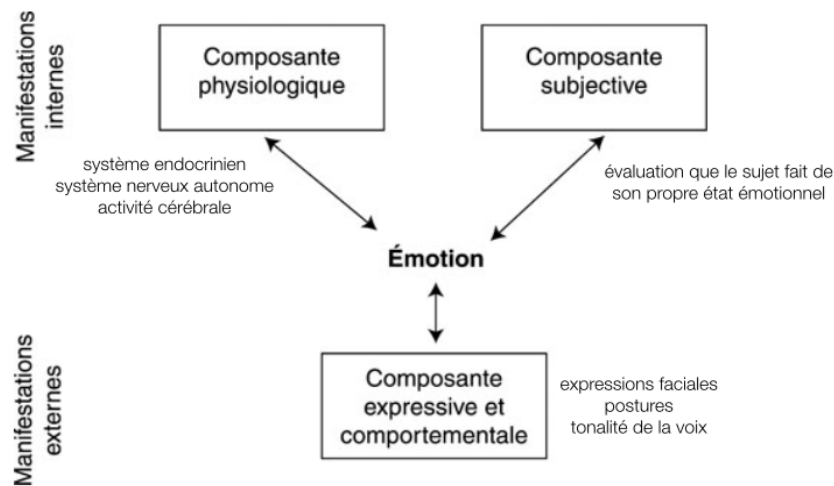 Manifestations
internes
Composante
physiologique
Composante
subjective
système endocrinien
système nerveux autonome
activité cérébrale
évaluation que le sujet fait de
son propre état émotionnel
Émotion
Manifestations
externes
Composante
expressive et
comportementale
expressions faciales
postures
tonalité de la voix